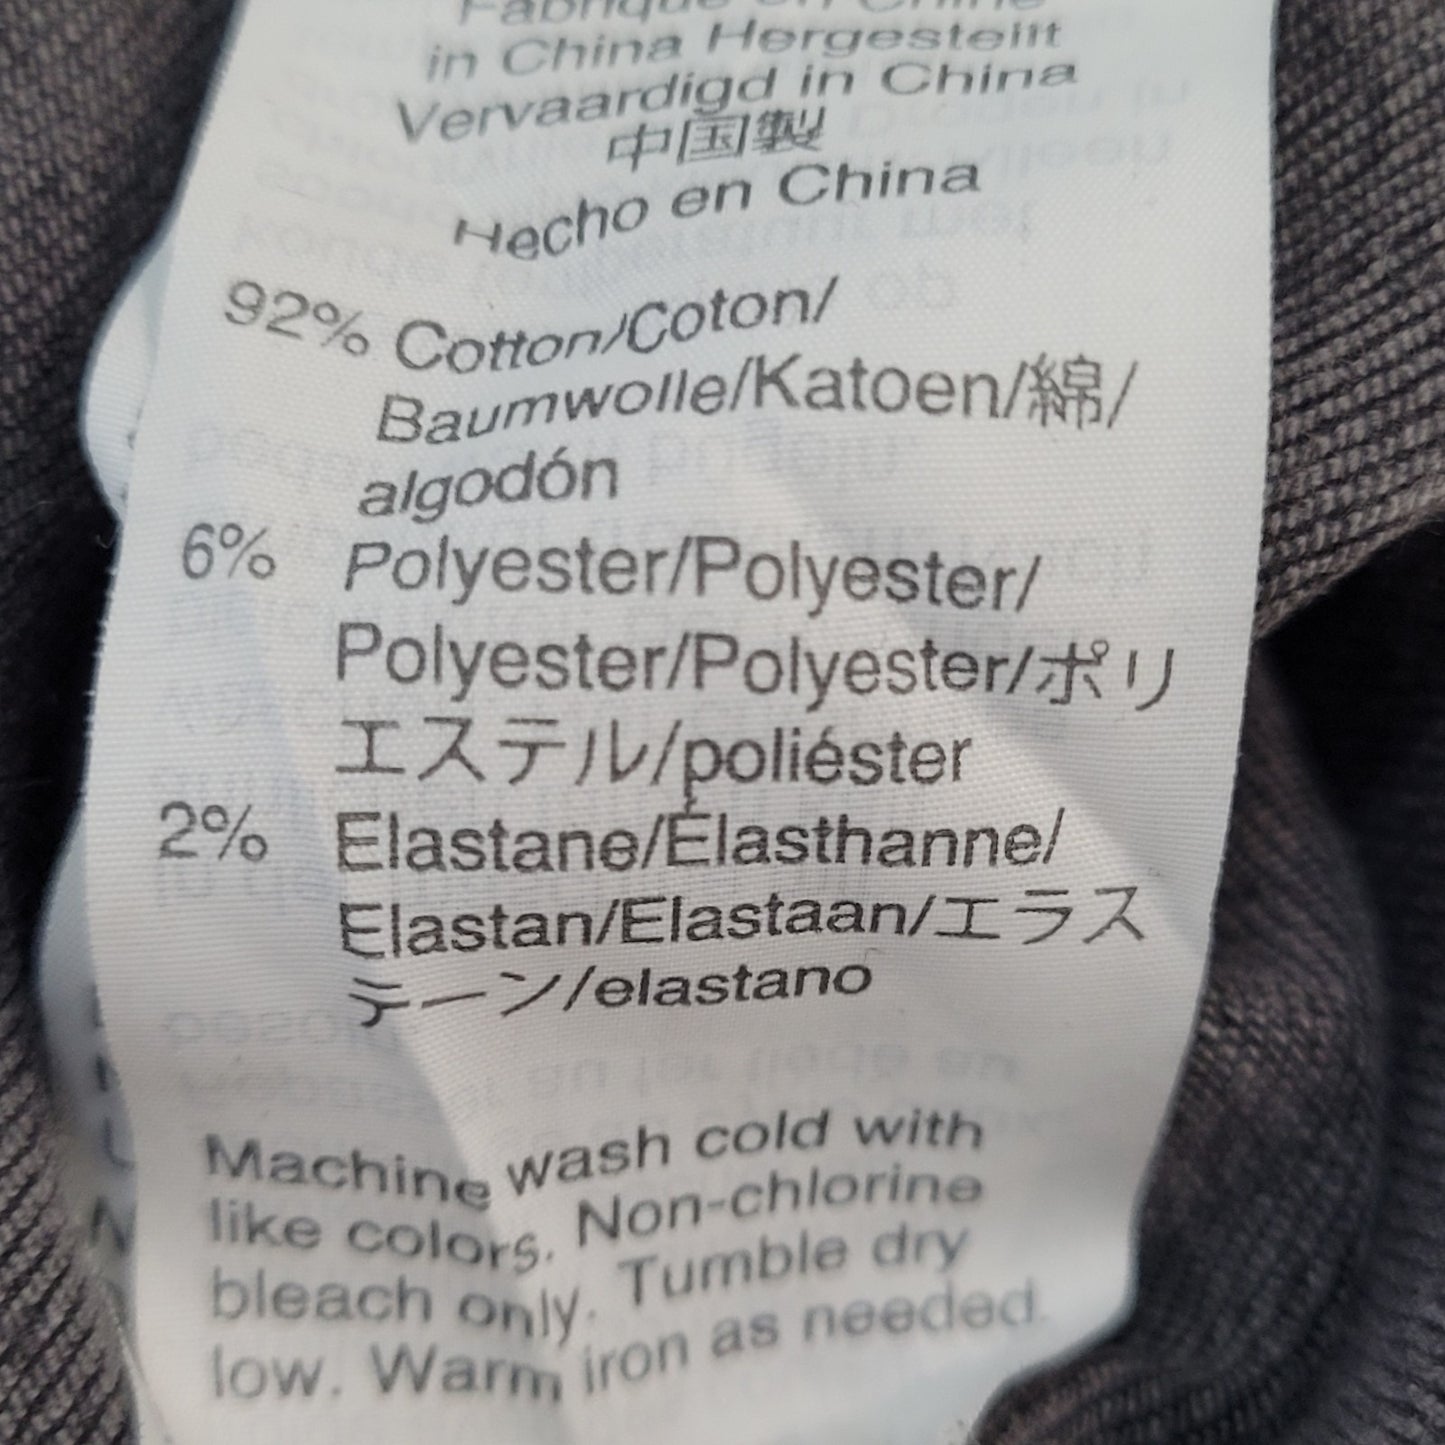 Fabriqué en Chine
in China Hergestellt
Vervaardigd in China
中国製
Hecho en China
92% Cotton/Coton/
Baumwolle/Katoen/綿/
algodón
6% Polyester/Polyester/
Polyester/Polyester/ポリ
エステル/poliéster
2% Elastane/Élasthanne/
Elastan/Elastaan/エラス
テーン/elastano
Machine wash cold with
like colors. Non-chlorine
bleach only. Tumble dry
low. Warm iron as needed.